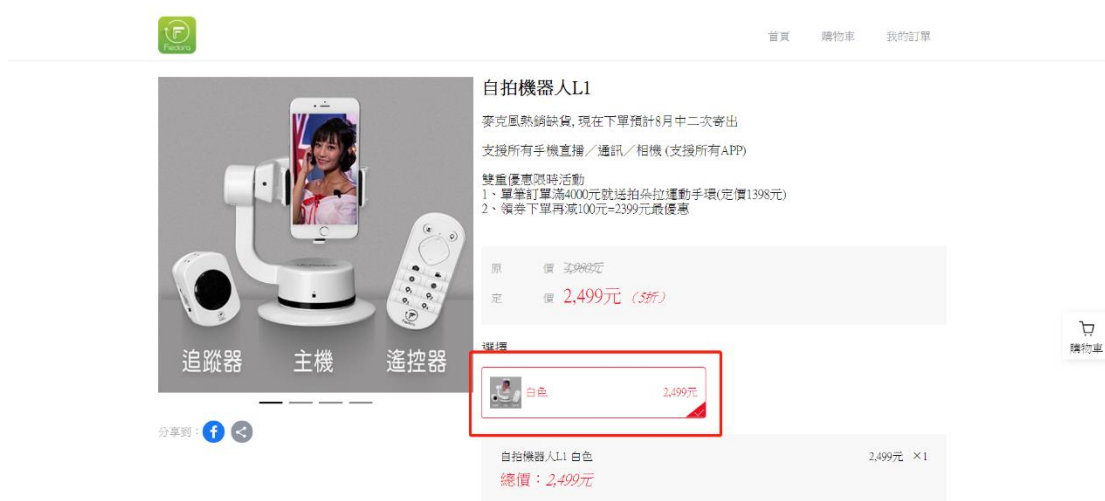 Fiedora
首頁
購物車
我的訂單
自拍機器人L1
麥克風熱銷缺貨, 現在下單預計8月中二次寄出
支援所有手機直播／通訊／相機 (支援所有APP)
雙重優惠限時活動
1、單筆訂單滿4000元就送拍朵拉運動手環(定價1398元)
2、領券下單再減100元=2399元最優惠
原 價 3,980元
定 價 2,499元 (5折)
購物車
追蹤器 主機 遙控器
選擇
白色 2,499元
分享到：
自拍機器人L1 白色 2,499元 ×1
總價：2,499元